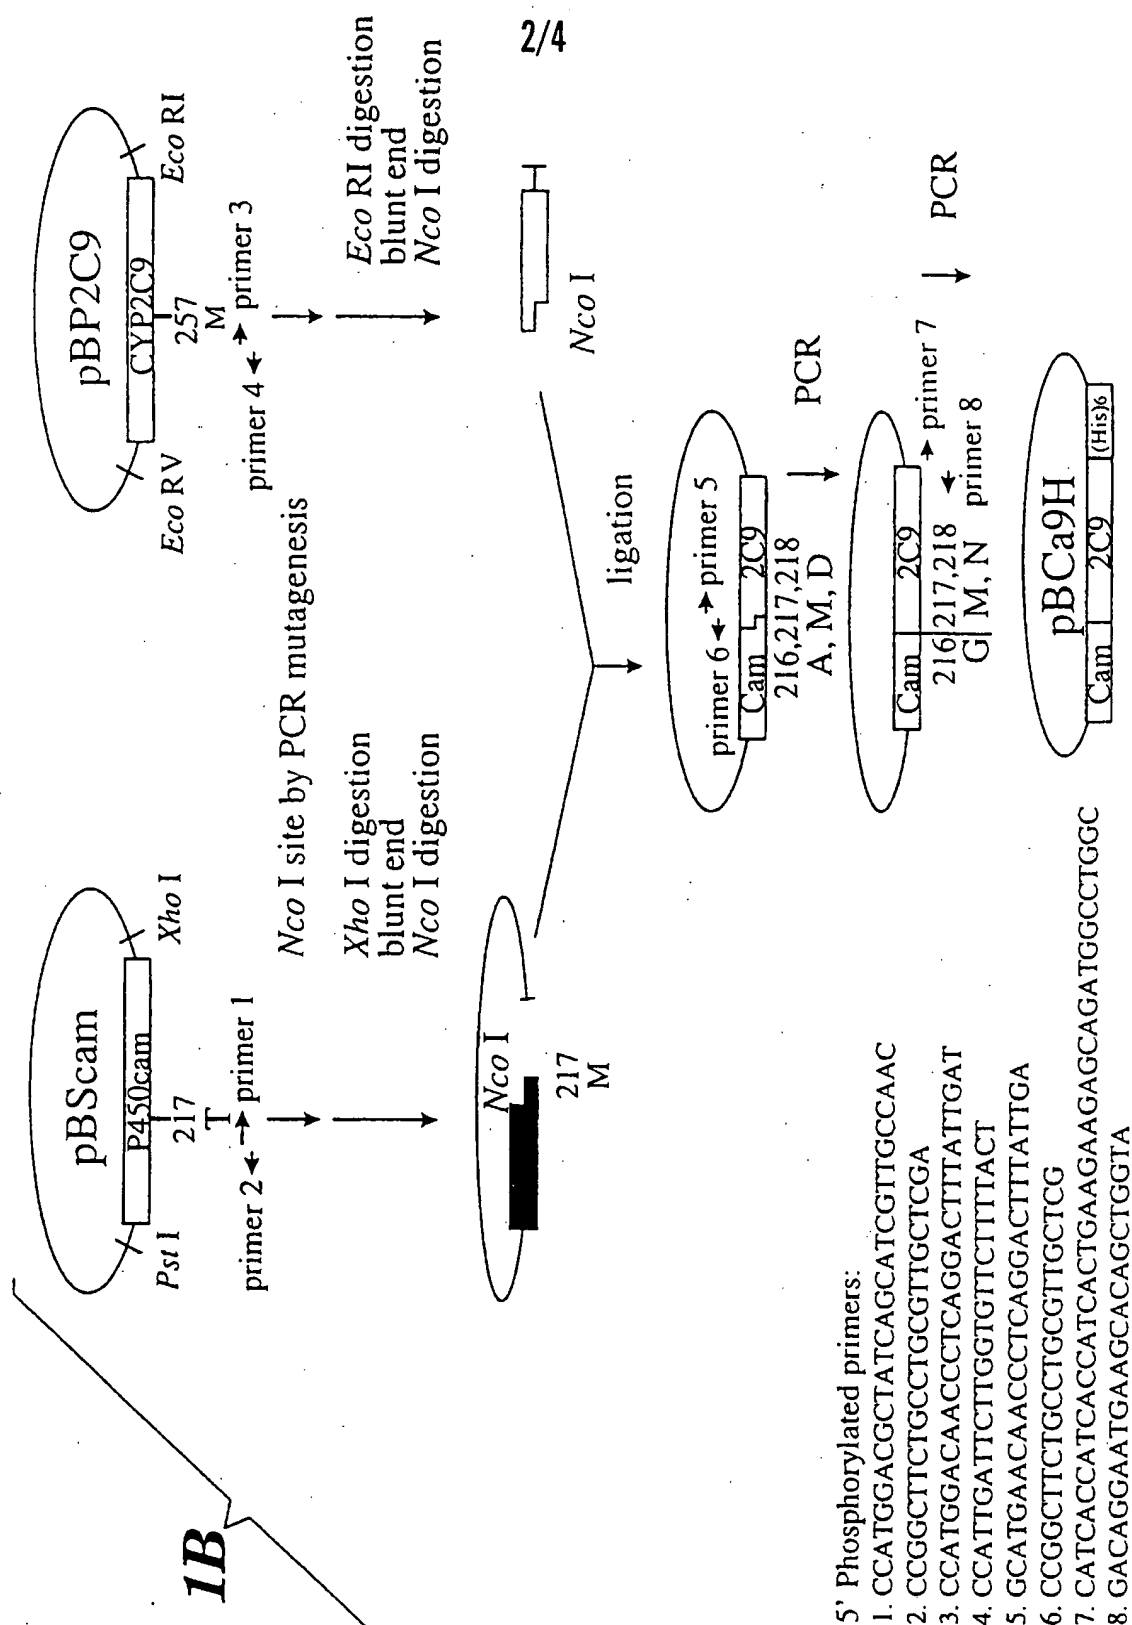 2/4
1B
pBScam
P450cam
Pst I
Xho I
217
T
primer 2
primer 1
pBP2C9
CYP2C9
Eco RV
Eco RI
257
M
primer 4
primer 3
Nco I site by PCR mutagenesis
Xho I digestion
blunt end
Nco I digestion
Eco RI digestion
blunt end
Nco I digestion
Nco I
217
M
Nco I
ligation
primer 6
primer 5
Cam
2C9
216,217,218
A, M, D
PCR
Cam
2C9
216 217,218
G M, N
primer 7
primer 8
PCR
pBCa9H
Cam
2C9
(His)6
5' Phosphorylated primers:
1. CCATGGACGCTATCAGCATCGTTGCCAAC
2. CCGGCTTCTGCCTGCGTTGCTCGA
3. CCATGGACAACCCTCAGGACTTTATTGAT
4. CCATTGATTCTTGGTGTTCTTTTACT
5. GCATGAACAACCCTCAGGACTTTATTGA
6. CCGGCTTCTGCCTGCGTTGCTCG
7. CATCACCATCACCATCACTGAAGAAGAGCAGATGGCCTGGC
8. GACAGGAATGAAGCACAGCTGGTA